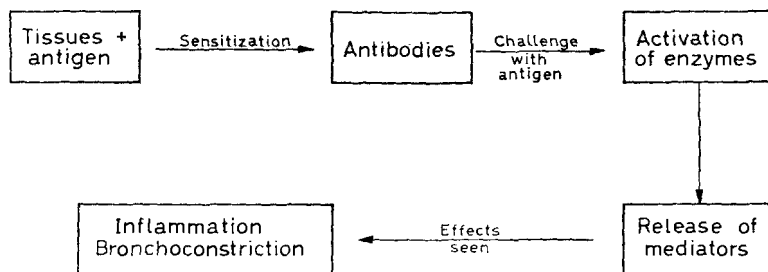 Tissues +
antigen
Sensitization
Antibodies
Challenge
with
antigen
Activation
of enzymes
Release of
mediators
Effects
seen
Inflammation
Bronchoconstriction